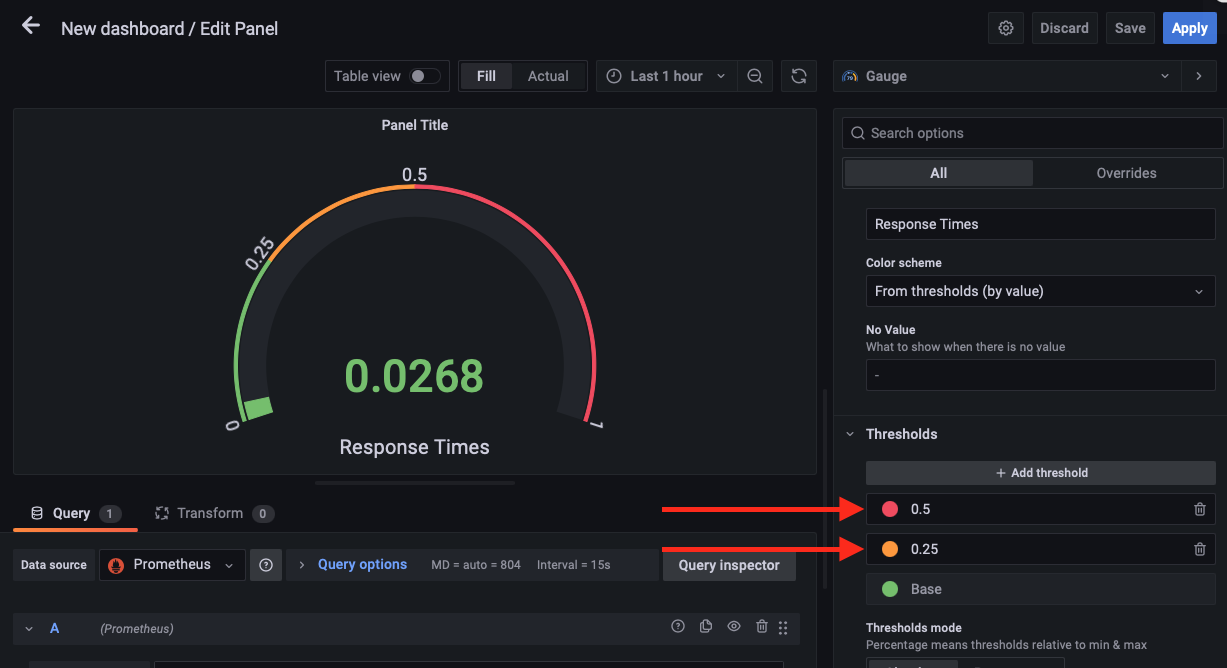 New dashboard / Edit Panel
Discard
Save
Apply
Table view
Fill
Actual
Last 1 hour
Gauge
Panel Title
0
0.25
0.5
1
0.0268
Response Times
Search options
All
Overrides
Response Times
Color scheme
From thresholds (by value)
No Value
What to show when there is no value
-
Thresholds
+ Add threshold
0.5
0.25
Base
Thresholds mode
Percentage means thresholds relative to min & max
Query 1
Transform 0
Data source
Prometheus
Query options
MD = auto = 804
Interval = 15s
Query inspector
A
(Prometheus)